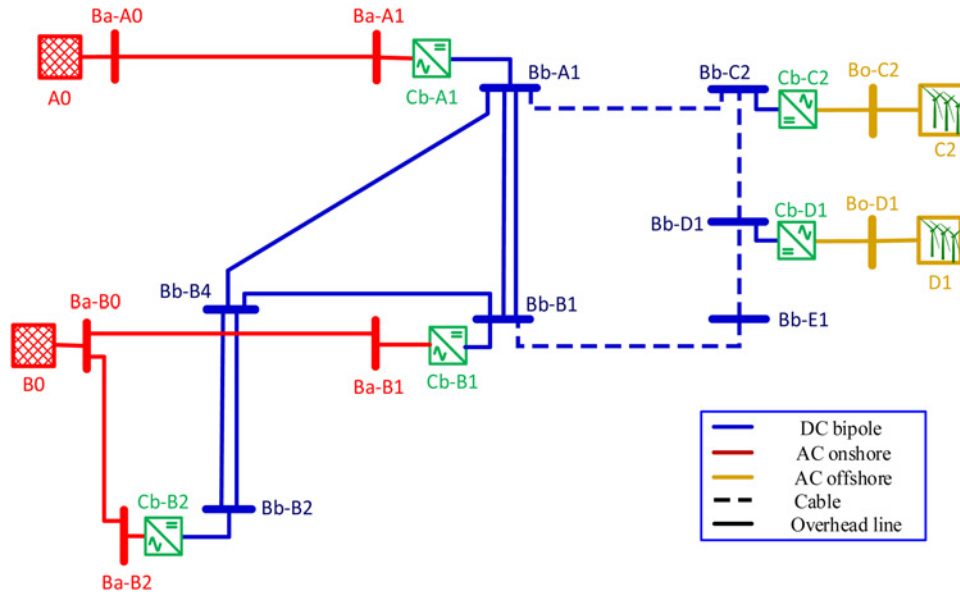 Ba-A0
Ba-A1
A0
Cb-A1
Bb-A1
Bb-C2
Cb-C2
Bo-C2
C2
Bb-D1
Cb-D1
Bo-D1
D1
Bb-B4
Ba-B0
B0
Bb-B1
Bb-E1
Ba-B1
Cb-B1
Cb-B2
Bb-B2
Ba-B2
DC bipole
AC onshore
AC offshore
Cable
Overhead line